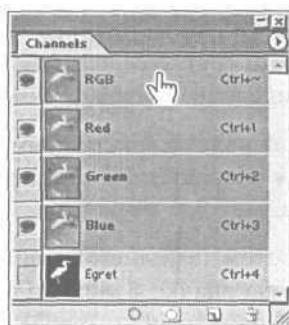 Channels
RGB Ctrl+~
Red Ctrl+1
Green Ctrl+2
Blue Ctrl+3
Egret Ctrl+4